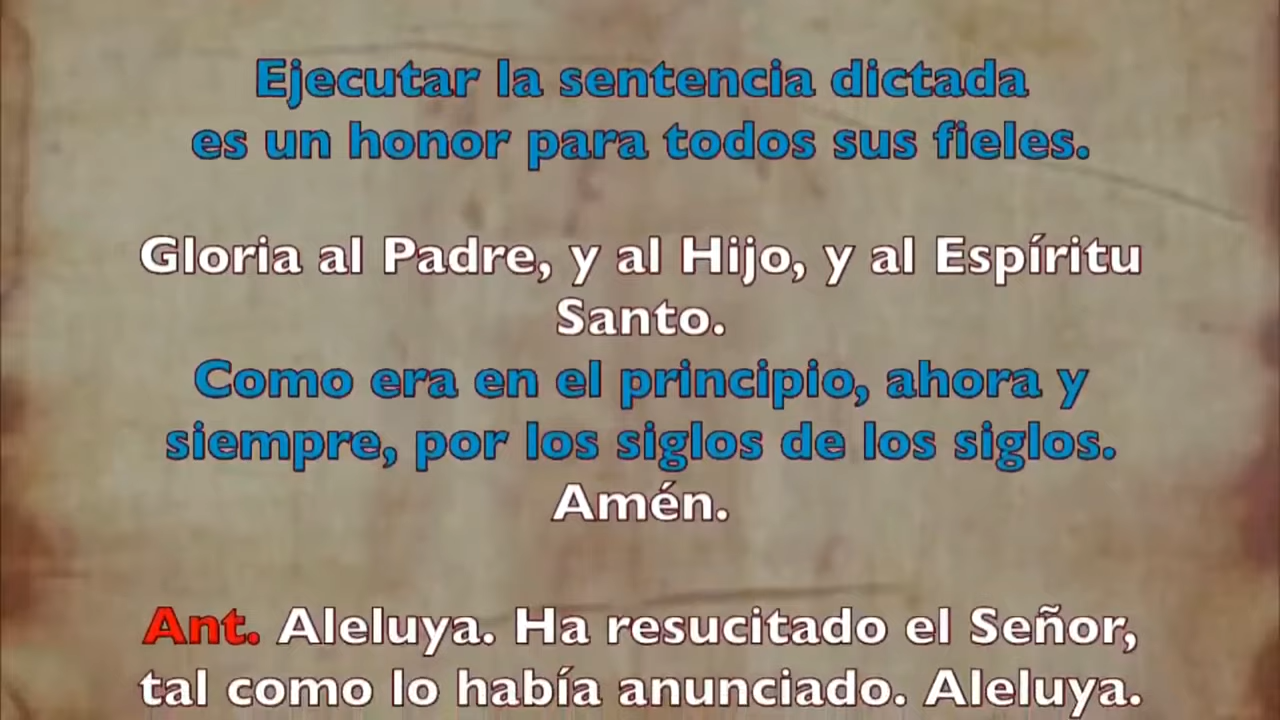 Ejecutar la sentencia dictada
es un honor para todos sus fieles.
Gloria al Padre, y al Hijo, y al Espíritu
Santo.
Como era en el principio, ahora y
siempre, por los siglos de los siglos.
Amén.
Ant. Aleluya. Ha resucitado el Señor,
tal como lo había anunciado. Aleluya.